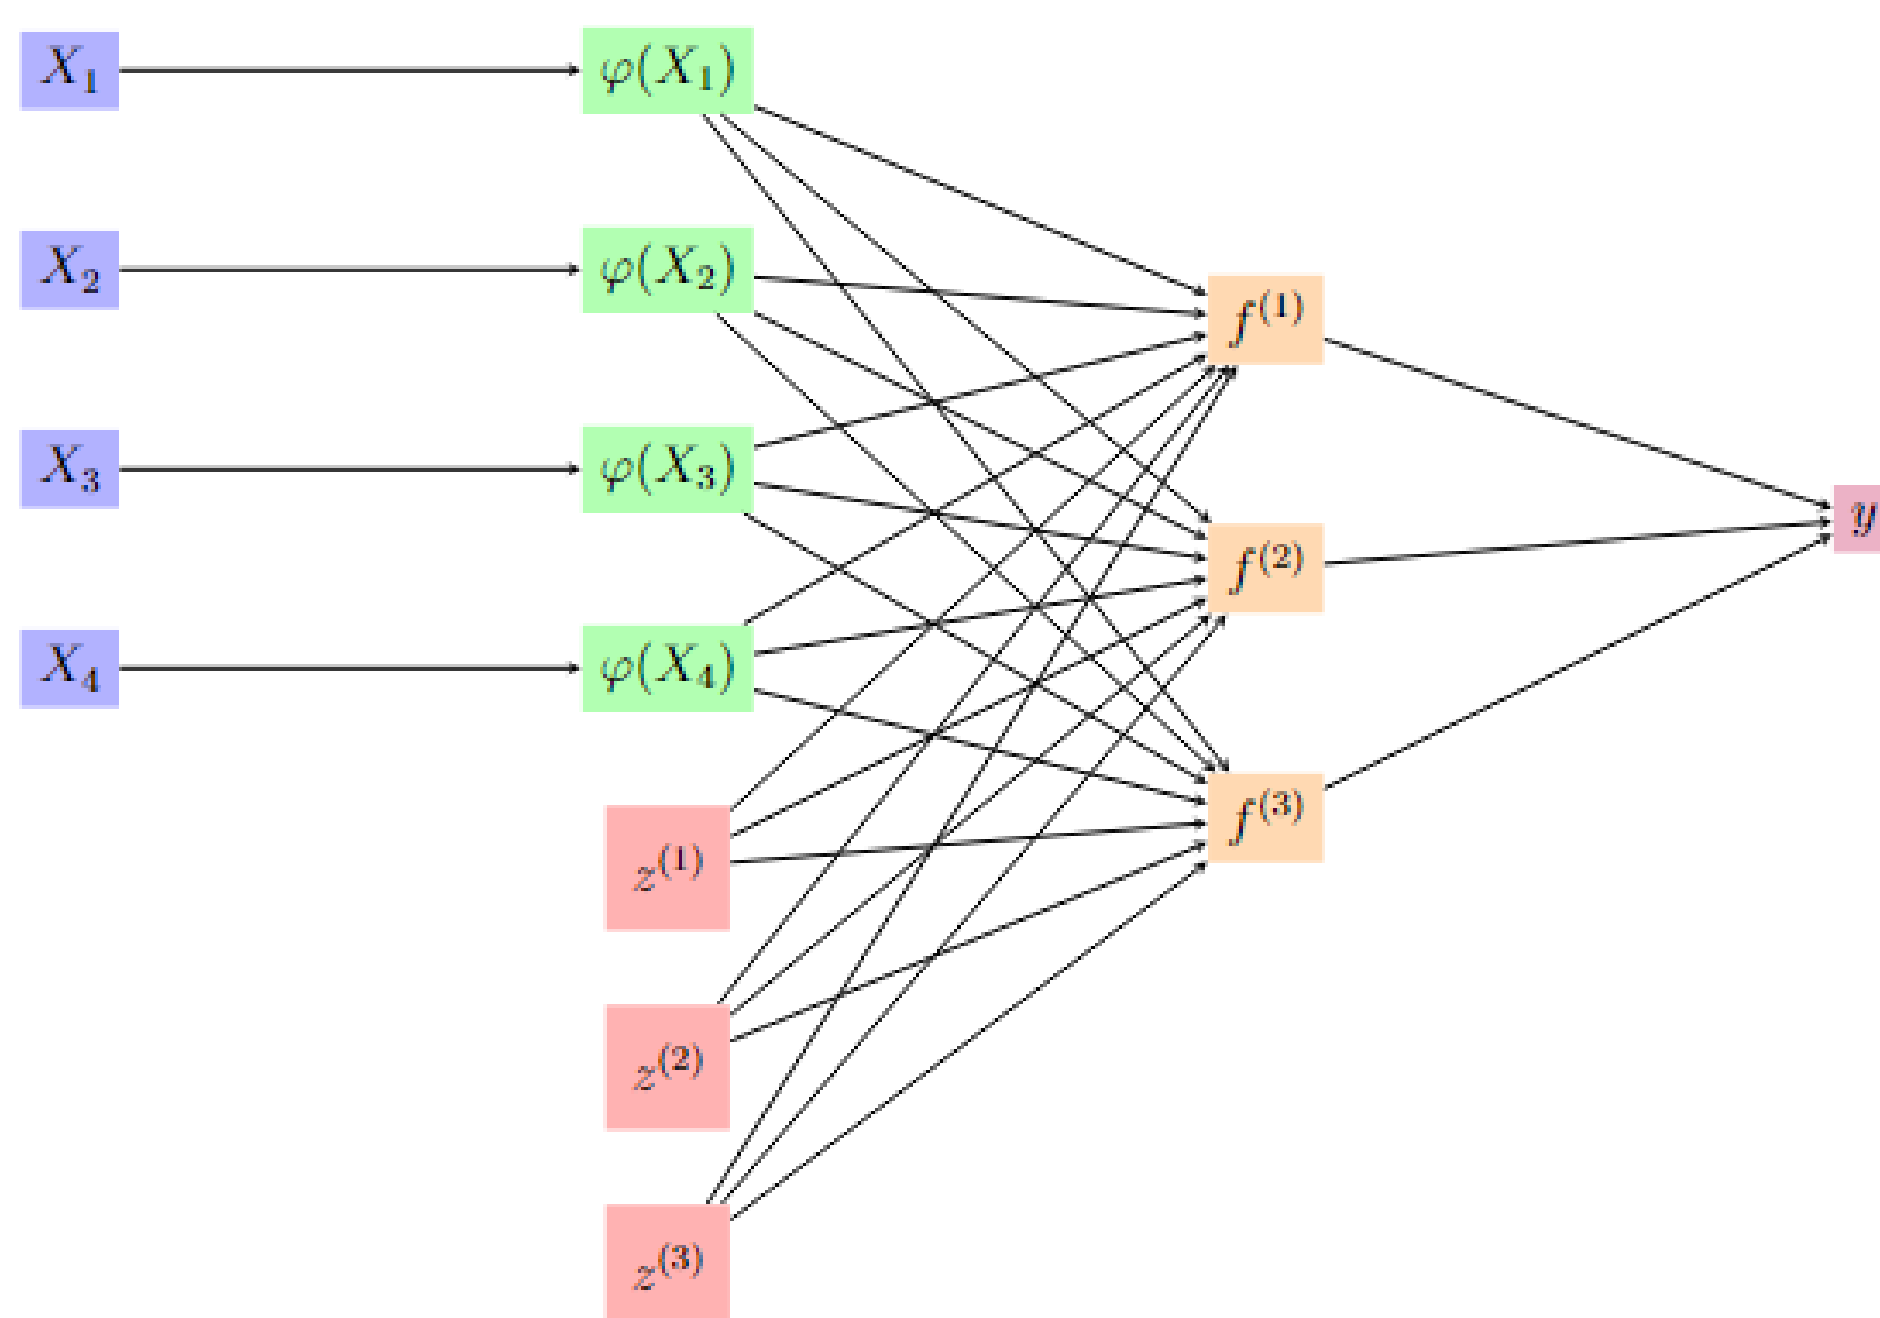 X₁ φ(X₁)
X₂ φ(X₂)
f⁽¹⁾
X₃ φ(X₃)
y
f⁽²⁾
X₄ φ(X₄)
f⁽³⁾
z⁽¹⁾
z⁽²⁾
z⁽³⁾